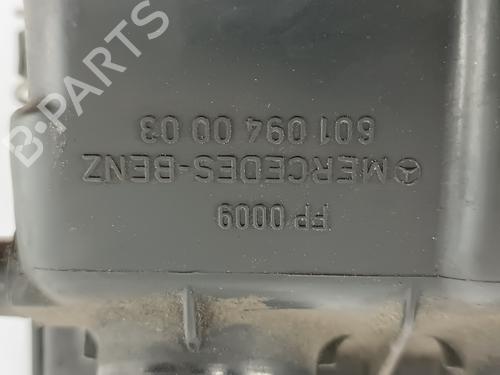 FP 0009
MERCEDES-BENZ
601 094 00 03
B-PARTS